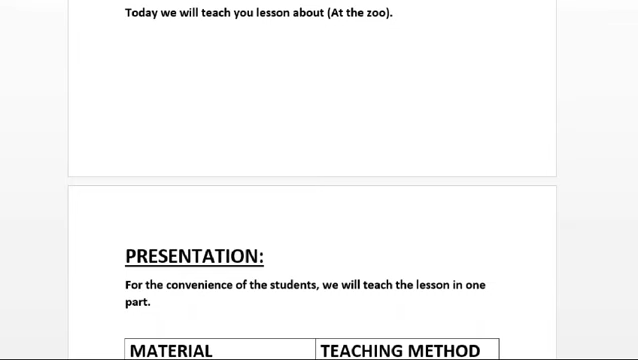 Today we will teach you lesson about (At the zoo).
PRESENTATION:
For the convenience of the students, we will teach the lesson in one
part.
MATERIAL TEACHING METHOD